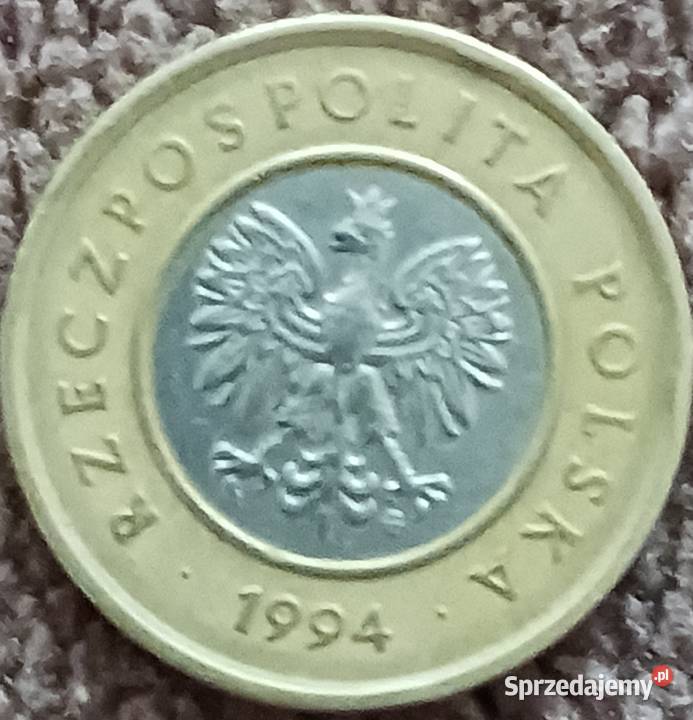 RZECZPOSPOLITA POLSKA
· 1994 ·
Sprzedajemy.pl